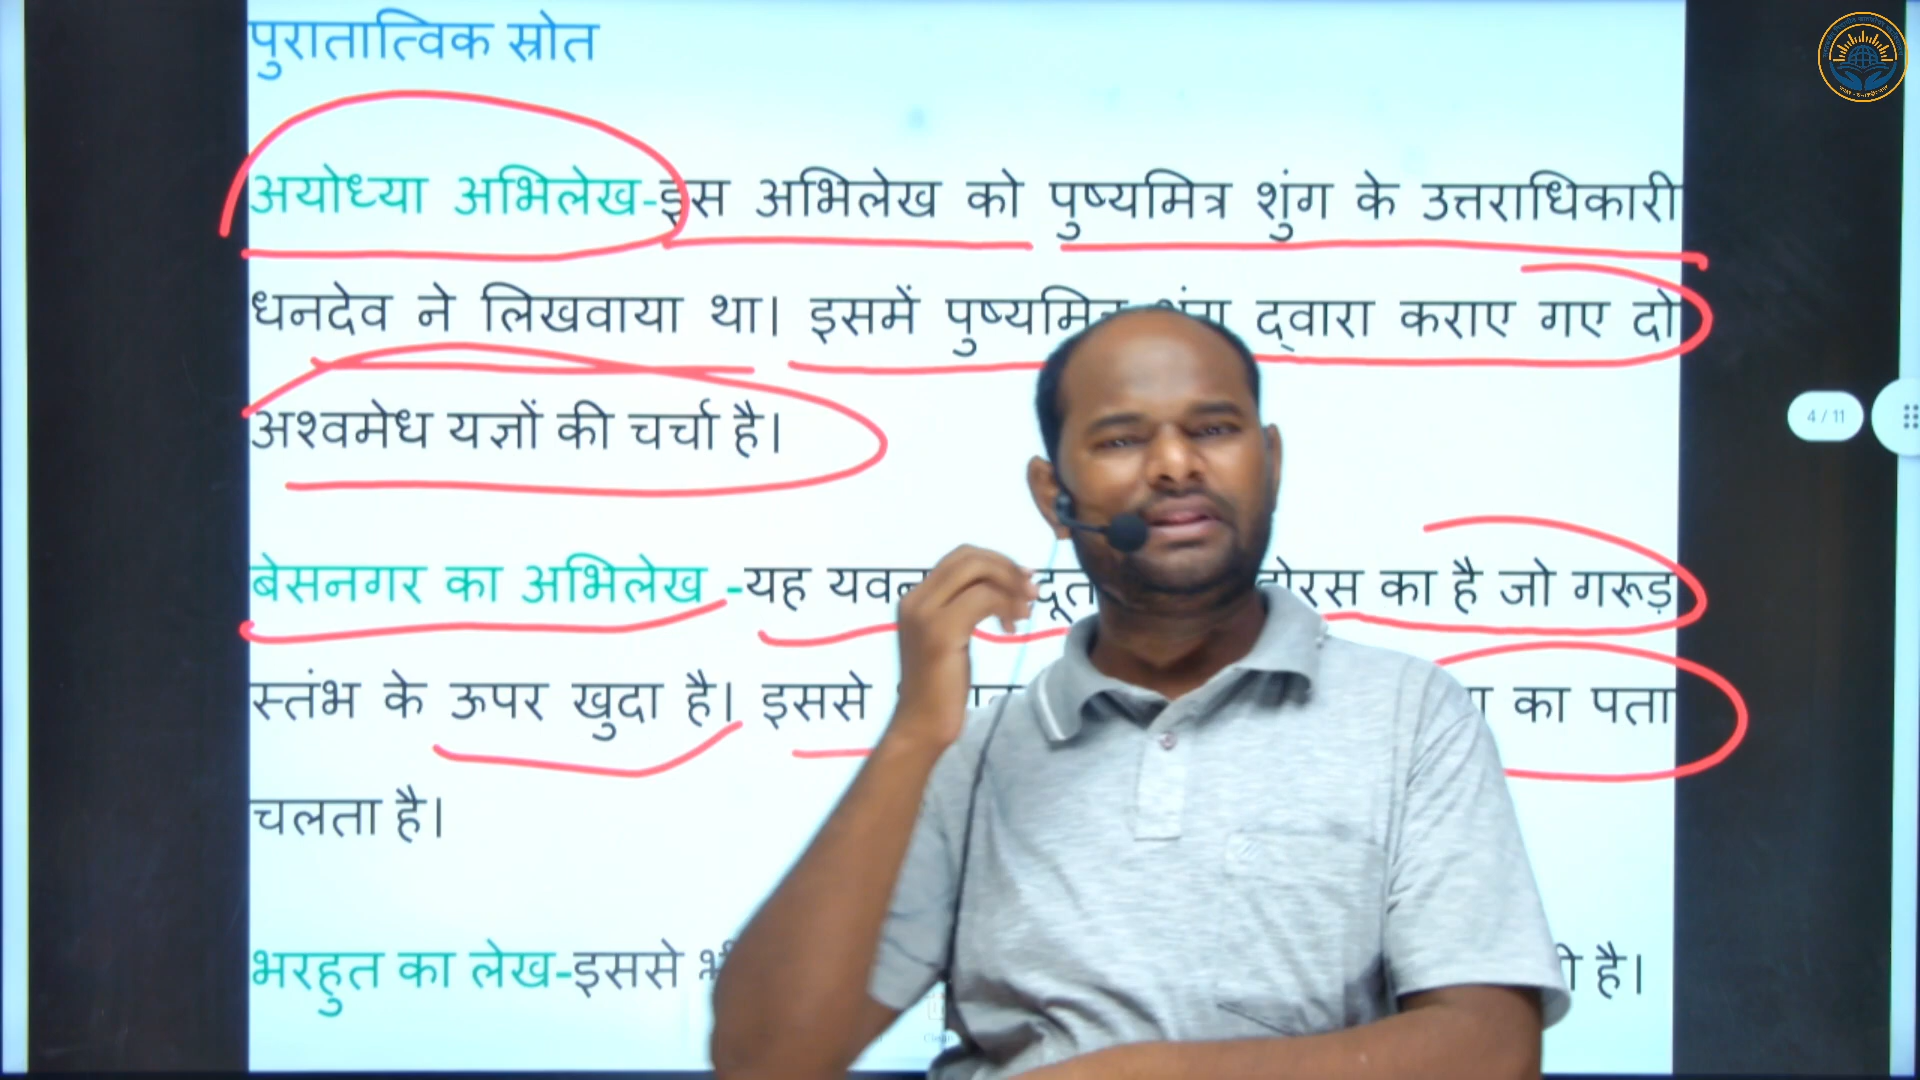 पुरातात्विक स्रोत
अयोध्या अभिलेख-इस अभिलेख को पुष्यमित्र शुंग के उत्तराधिकारी
धनदेव ने लिखवाया था। इसमें पुष्यमित्र शुंग द्वारा कराए गए दो
अश्वमेध यज्ञों की चर्चा है।
4 / 11
बेसनगर का अभिलेख -यह का है जो गरूड़
स्तंभ के ऊपर खुदा है। इससे का पता
चलता है।
भरहुत का लेख-इससे है।